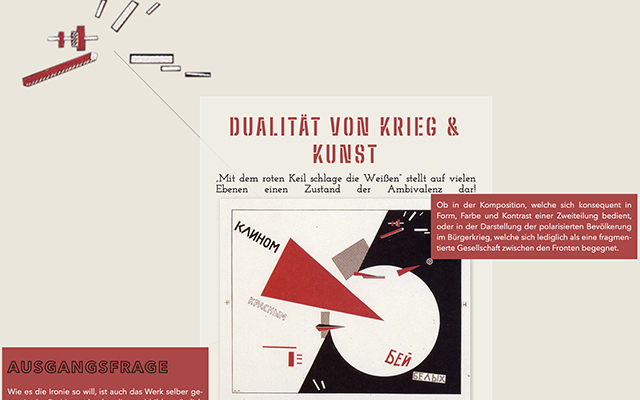 DUALITÄT VON KRIEG &
KUNST
„Mit dem roten Keil schlage die Weißen“ stellt auf vielen
Ebenen einen Zustand der Ambivalenz dar!
Ob in der Komposition, welche sich konsequent in
Form, Farbe und Kontrast einer Zweiteilung bedient,
oder in der Darstellung der polarisierten Bevölkerung
im Bürgerkrieg, welche sich lediglich als eine fragmen-
tierte Gesellschaft zwischen den Fronten begegnet.
КЛИНОМ
КРАСНЫМ
БЕЙ
БЕЛЫХ
AUSGANGSFRAGE
Wie es die Ironie so will, ist auch das Werk selber ge-